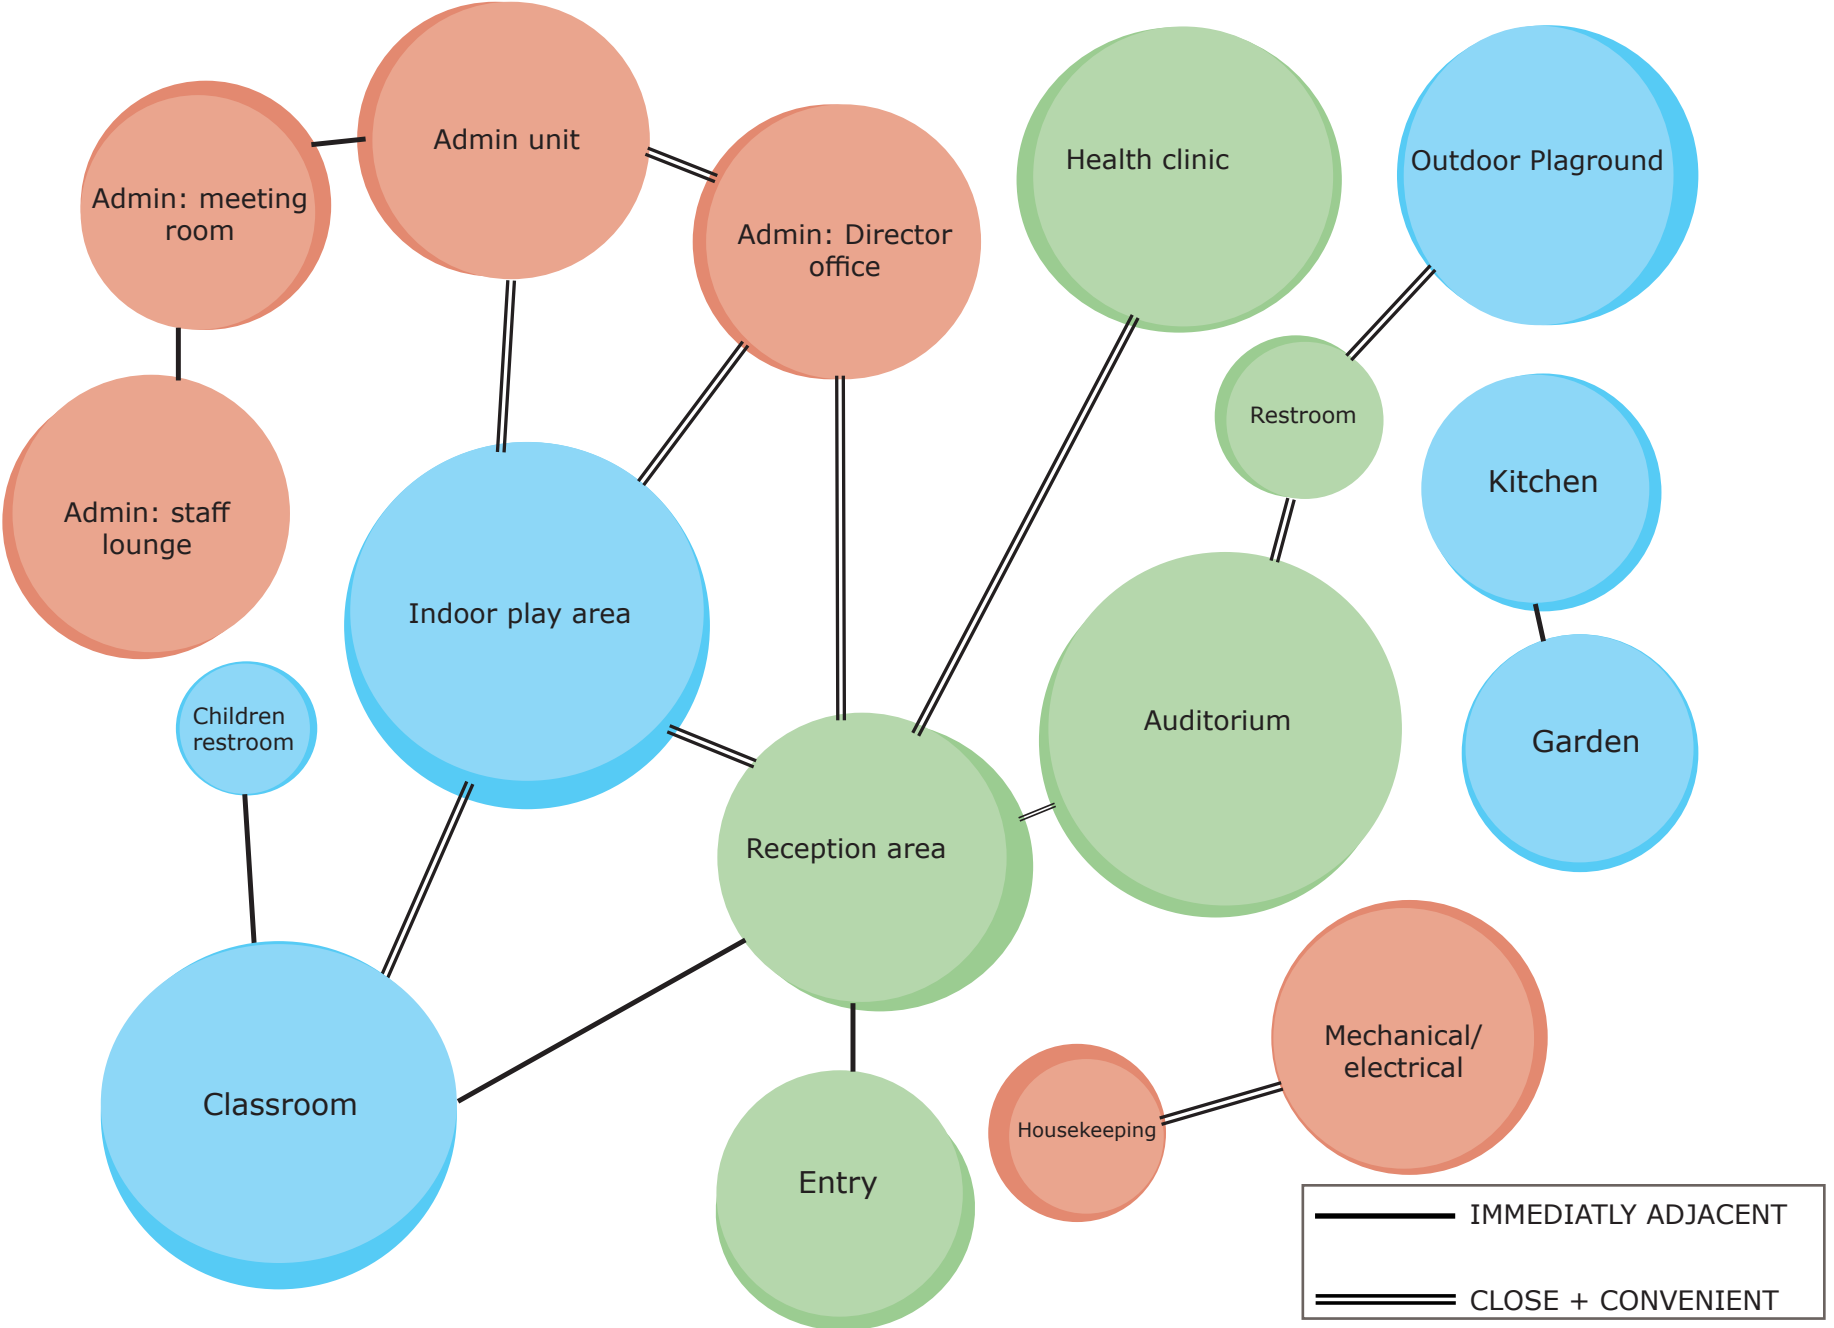 Admin unit
Admin: meeting
room
Admin: Director
office
Health clinic
Outdoor Plaground
Restroom
Kitchen
Admin: staff
lounge
Indoor play area
Children
restroom
Auditorium
Garden
Reception area
Mechanical/
electrical
Classroom
Housekeeping
Entry
IMMEDIATLY ADJACENT
CLOSE + CONVENIENT